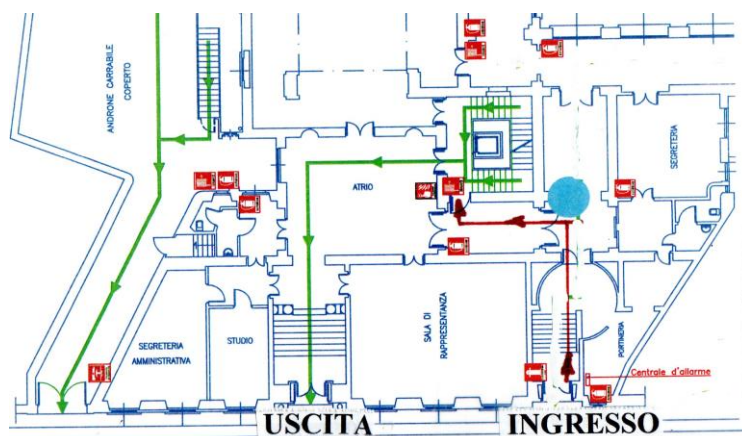 ANDRONE CARRABILE
COPERTO
ATRIO
SEGRETERIA
SEGRETERIA
AMMINISTRATIVA
STUDIO
SALA DI
RAPPRESENTANZA
PORTINERIA
Centrale d'allarme
USCITA
INGRESSO